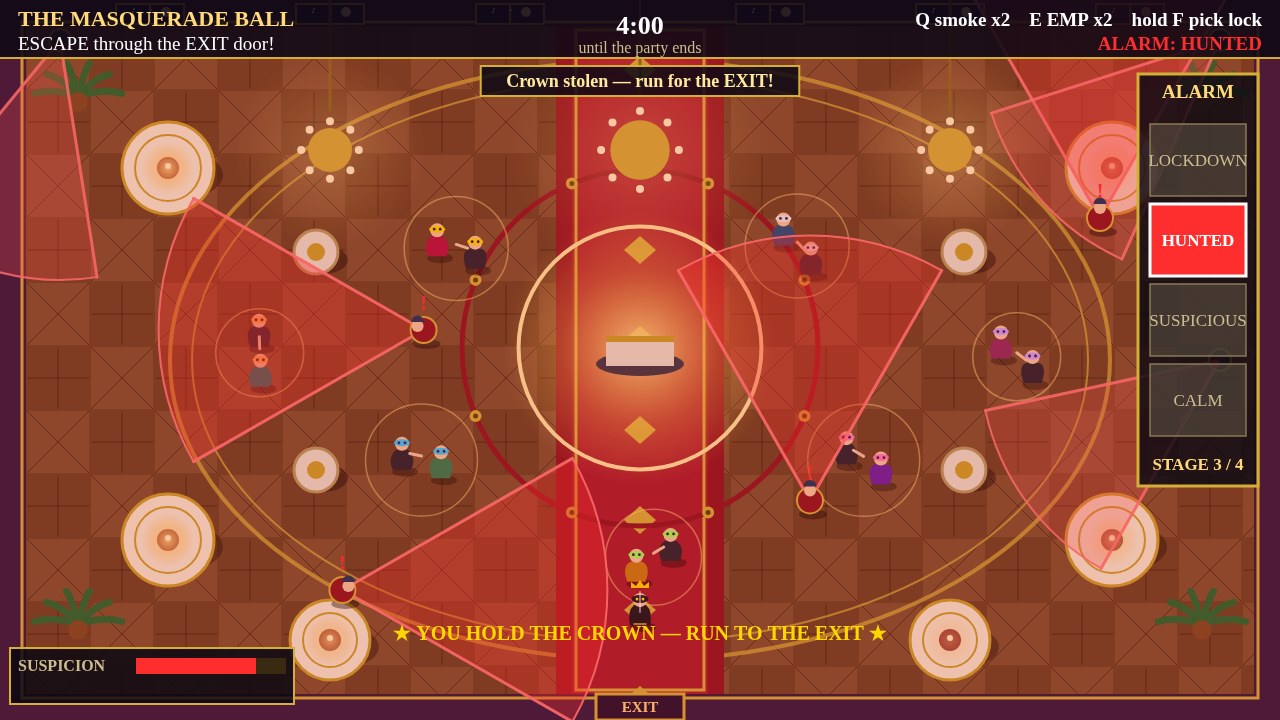 THE MASQUERADE BALL
ESCAPE through the EXIT door!
4:00
until the party ends
Q smoke x2 E EMP x2 hold F pick lock
ALARM: HUNTED
Crown stolen — run for the EXIT!
ALARM
LOCKDOWN
HUNTED
SUSPICIOUS
CALM
STAGE 3 / 4
★ YOU HOLD THE CROWN — RUN TO THE EXIT ★
SUSPICION
EXIT